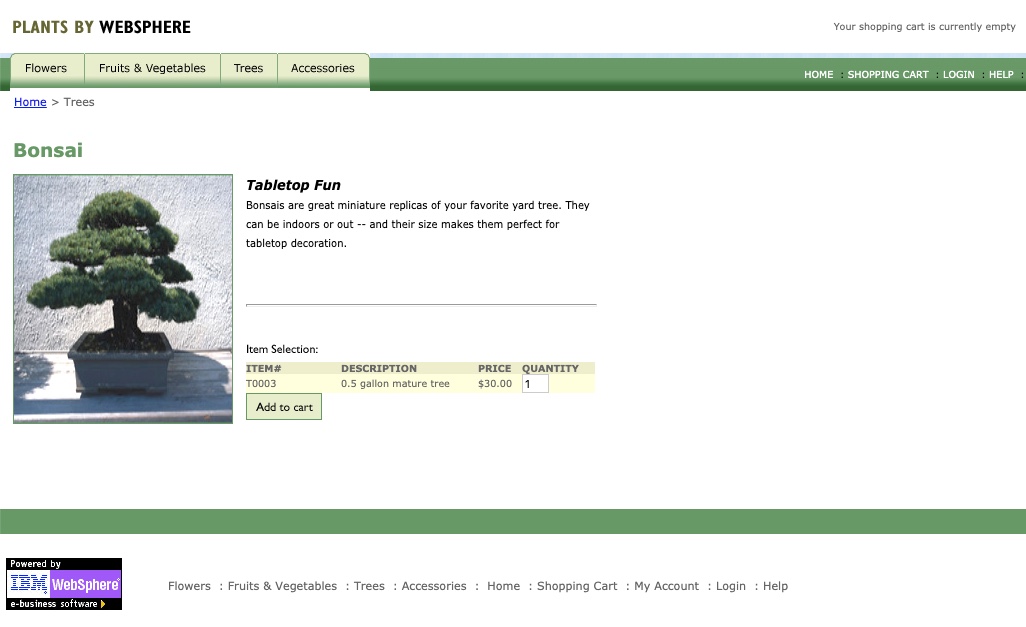 PLANTS BY WEBSPHERE
Your shopping cart is currently empty
Flowers Fruits & Vegetables Trees Accessories
HOME : SHOPPING CART : LOGIN : HELP :
Home > Trees
Bonsai
Tabletop Fun
Bonsais are great miniature replicas of your favorite yard tree. They
can be indoors or out -- and their size makes them perfect for
tabletop decoration.
Item Selection:
ITEM# DESCRIPTION PRICE QUANTITY
T0003 0.5 gallon mature tree $30.00 1
Add to cart
Powered by
IBM WebSphere
e-business software
Flowers : Fruits & Vegetables : Trees : Accessories : Home : Shopping Cart : My Account : Login : Help